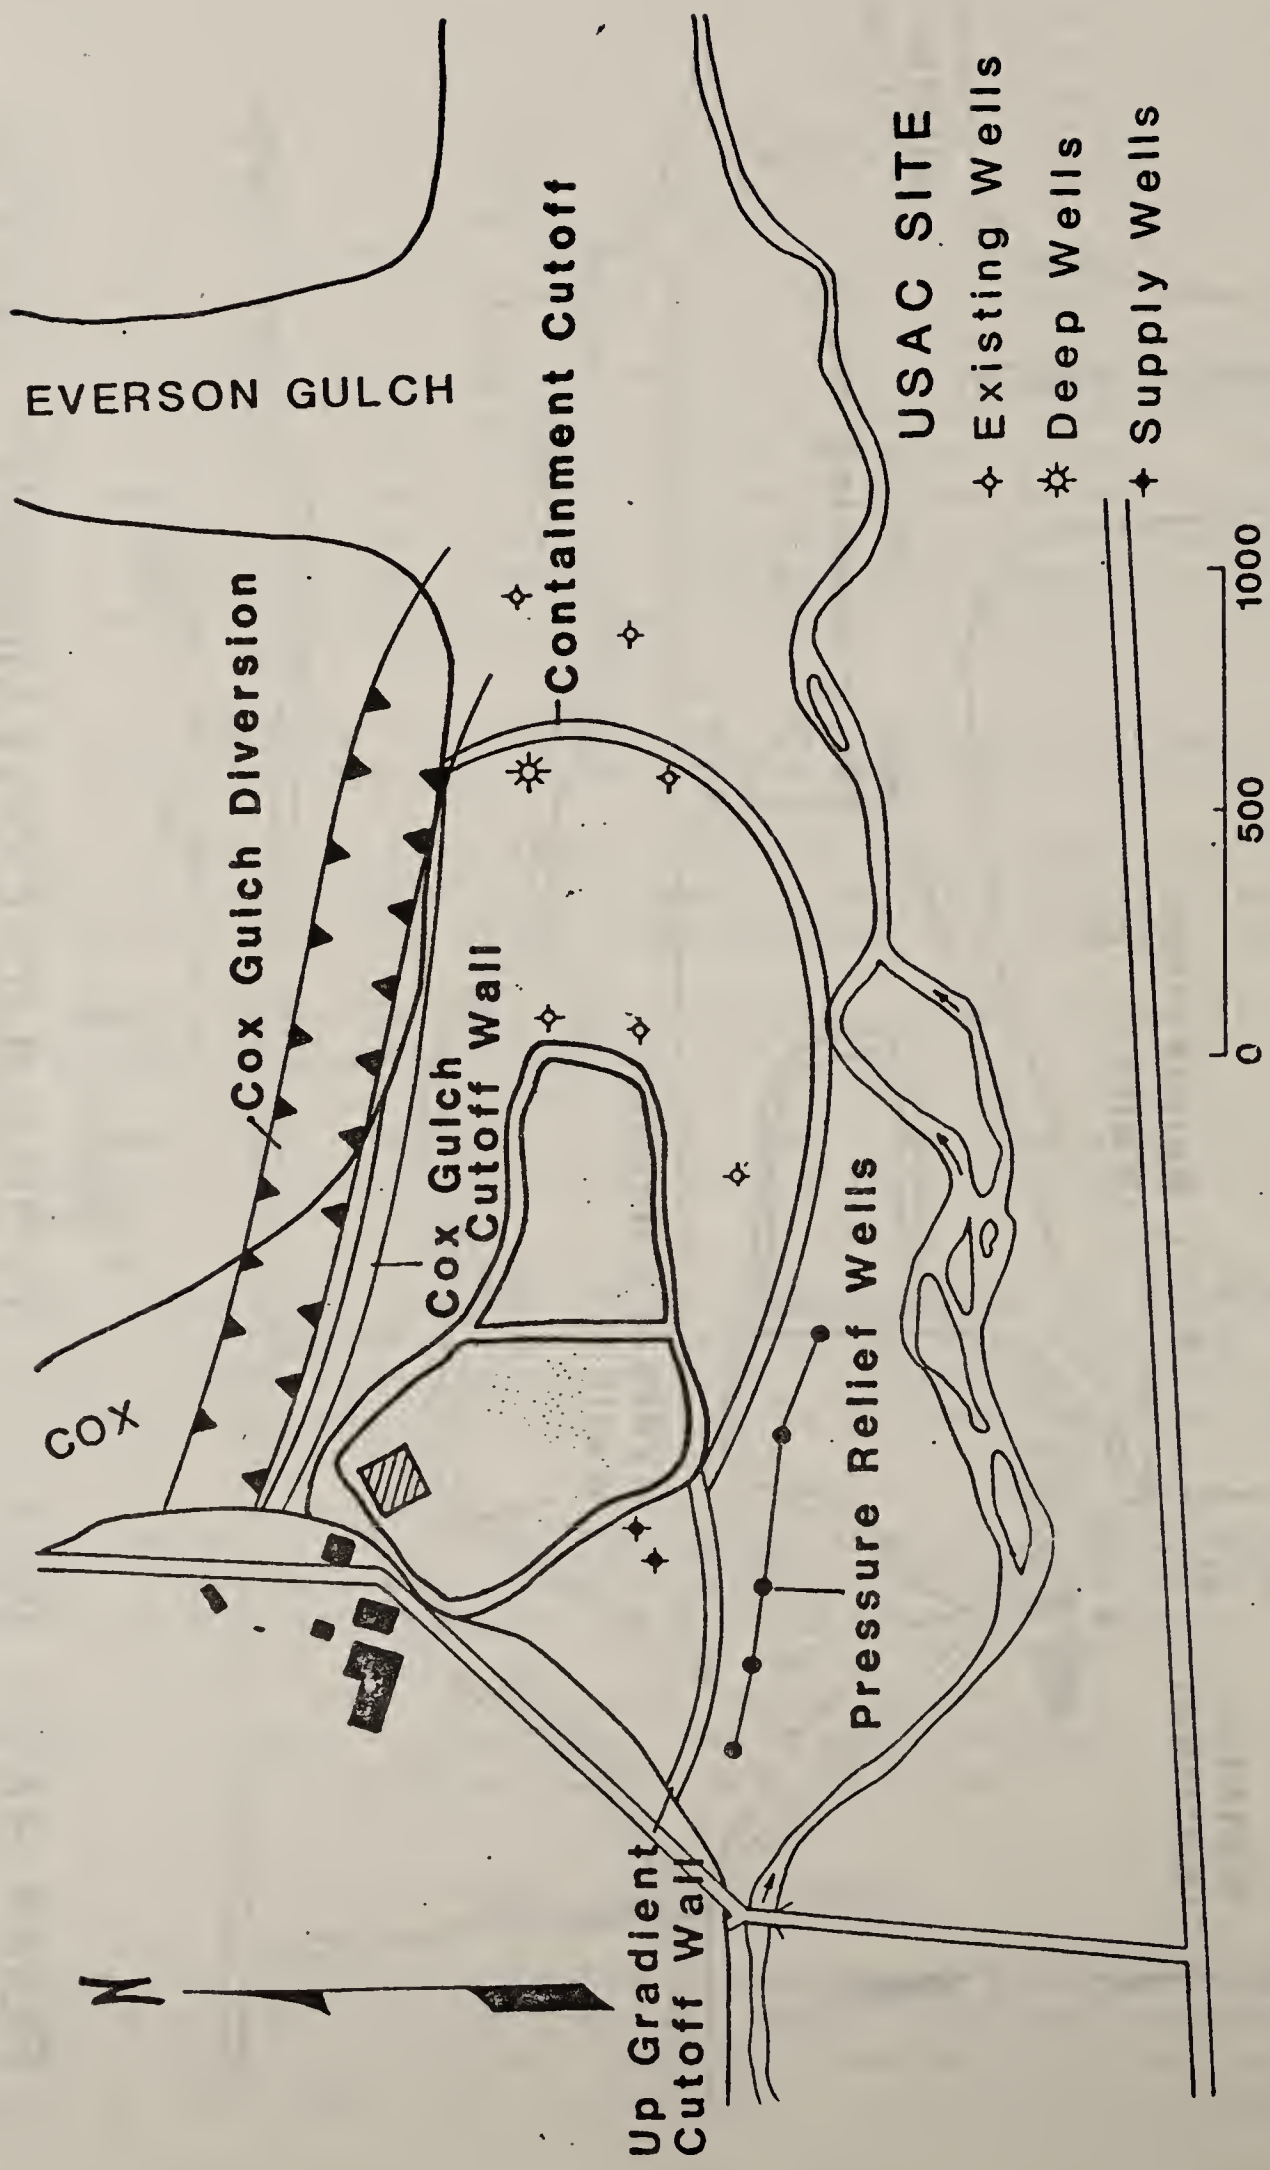 N
COX
EVERSON GULCH
Cox Gulch Diversion
Cox Gulch
Cutoff Wall
Containment Cutoff
Up Gradient
Cutoff Wall
Pressure Relief Wells
USAC SITE
Existing Wells
Deep Wells
Supply Wells
0 500 1000